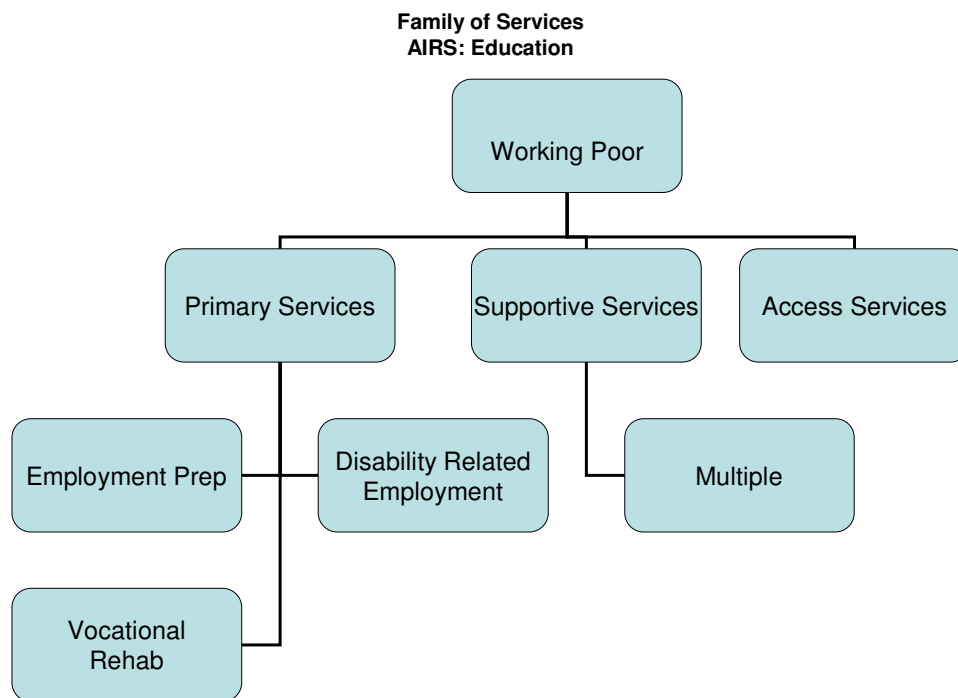 Family of Services
AIRS: Education
Working Poor
Primary Services
Supportive Services
Access Services
Employment Prep
Disability Related
Employment
Multiple
Vocational
Rehab